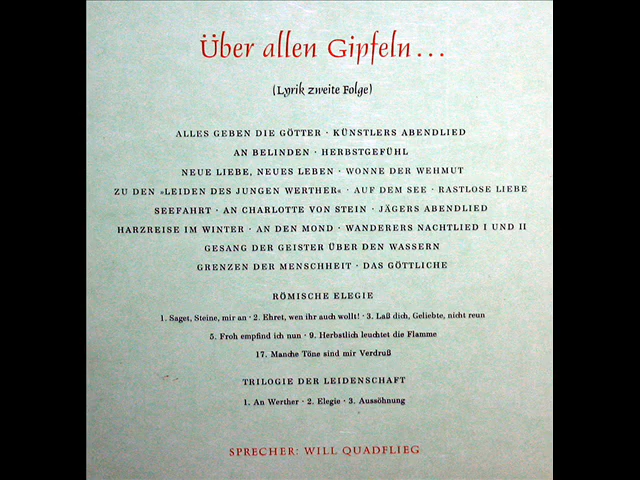 Über allen Gipfeln...
(Lyrik zweite Folge)
ALLES GEBEN DIE GÖTTER · KÜNSTLERS ABENDLIED
AN BELINDEN · HERBSTGEFÜHL
NEUE LIEBE, NEUES LEBEN · WONNE DER WEHMUT
ZU DEN »LEIDEN DES JUNGEN WERTHER« · AUF DEM SEE · RASTLOSE LIEBE
SEEFAHRT · AN CHARLOTTE VON STEIN · JÄGERS ABENDLIED
HARZREISE IM WINTER · AN DEN MOND · WANDERERS NACHTLIED I UND II
GESANG DER GEISTER ÜBER DEN WASSERN
GRENZEN DER MENSCHHEIT · DAS GÖTTLICHE
RÖMISCHE ELEGIE
1. Saget, Steine, mir an · 2. Ehret, wen ihr auch wollt! · 3. Laß dich, Geliebte, nicht reun
5. Froh empfind ich nun · 9. Herbstlich leuchtet die Flamme
17. Manche Töne sind mir Verdruß
TRILOGIE DER LEIDENSCHAFT
1. An Werther · 2. Elegie · 3. Aussöhnung
SPRECHER: WILL QUADFLIEG